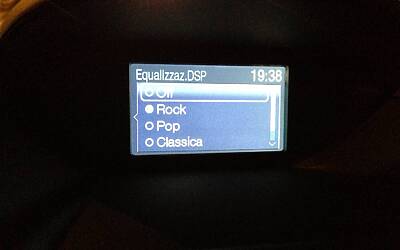 Equalizzaz.DSP 19:38
Off
Rock
Pop
Classica